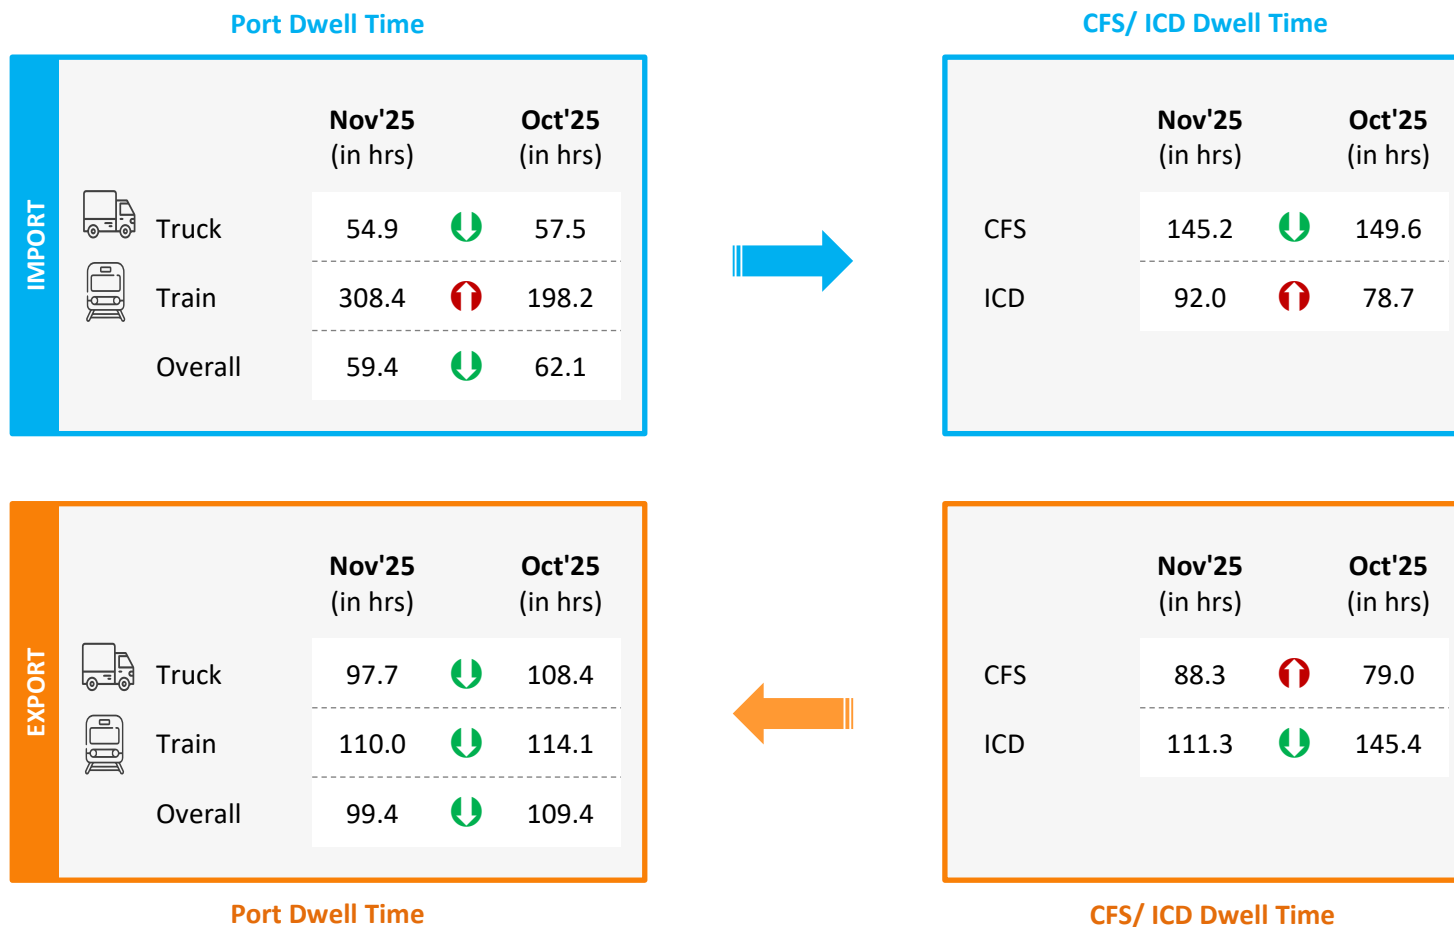 Port Dwell Time
CFS/ ICD Dwell Time
IMPORT
Nov'25 Oct'25
(in hrs) (in hrs)
Truck 54.9 57.5
Train 308.4 198.2
Overall 59.4 62.1
Nov'25 Oct'25
(in hrs) (in hrs)
CFS 145.2 149.6
ICD 92.0 78.7
EXPORT
Nov'25 Oct'25
(in hrs) (in hrs)
Truck 97.7 108.4
Train 110.0 114.1
Overall 99.4 109.4
Nov'25 Oct'25
(in hrs) (in hrs)
CFS 88.3 79.0
ICD 111.3 145.4
Port Dwell Time
CFS/ ICD Dwell Time